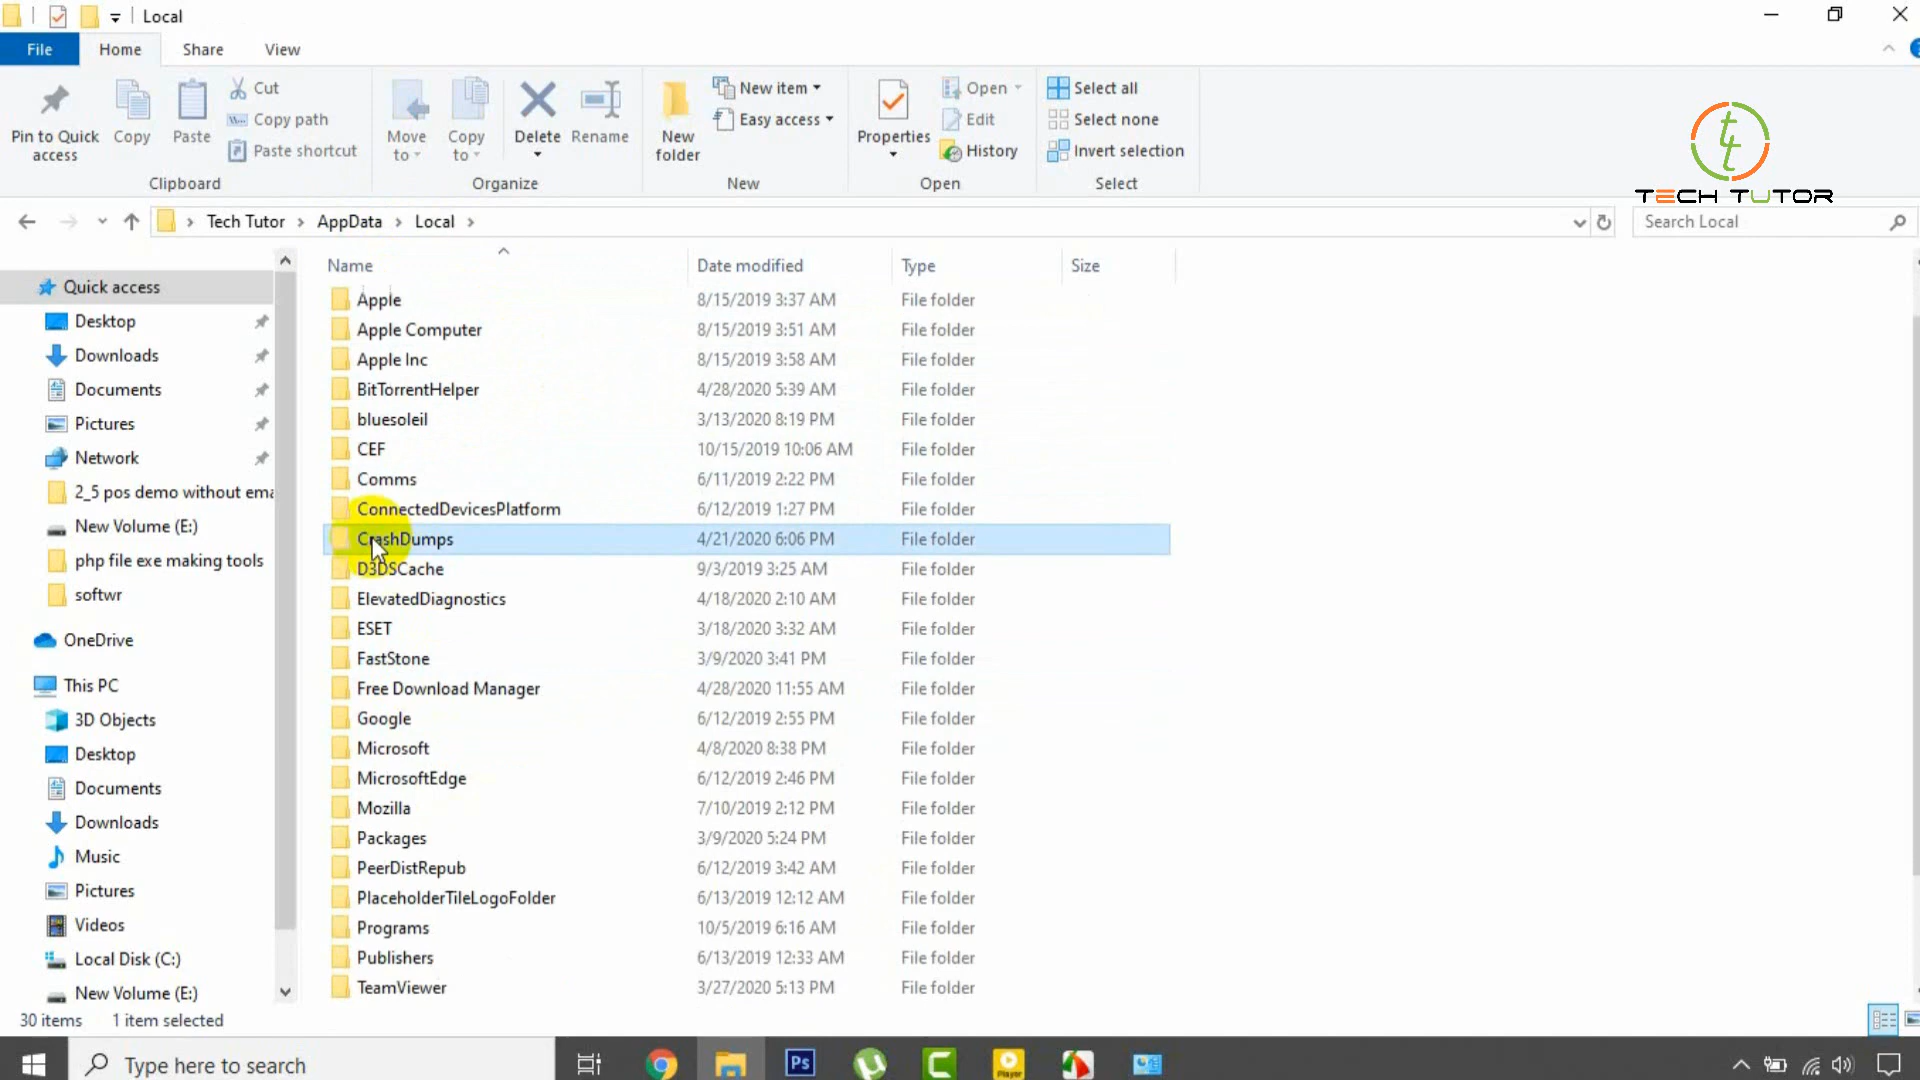 Local
File Home Share View
Pin to Quick access
Copy
Paste
Cut
Copy path
Paste shortcut
Clipboard
Move to
Copy to
Delete
Rename
Organize
New folder
New item
Easy access
New
Properties
Open
Edit
History
Open
Select all
Select none
Invert selection
Select
TECH TUTOR
Tech Tutor AppData Local
Search Local
Quick access
Desktop
Downloads
Documents
Pictures
Network
2_5 pos demo without ema
New Volume (E:)
php file exe making tools
softwr
OneDrive
This PC
3D Objects
Desktop
Documents
Downloads
Music
Pictures
Videos
Local Disk (C:)
New Volume (E:)
Name Date modified Type Size
Apple 8/15/2019 3:37 AM File folder
Apple Computer 8/15/2019 3:51 AM File folder
Apple Inc 8/15/2019 3:58 AM File folder
BitTorrentHelper 4/28/2020 5:39 AM File folder
bluesoleil 3/13/2020 8:19 PM File folder
CEF 10/15/2019 10:06 AM File folder
Comms 6/11/2019 2:22 PM File folder
ConnectedDevicesPlatform 6/12/2019 1:27 PM File folder
CrashDumps 4/21/2020 6:06 PM File folder
D3DSCache 9/3/2019 3:25 AM File folder
ElevatedDiagnostics 4/18/2020 2:10 AM File folder
ESET 3/18/2020 3:32 AM File folder
FastStone 3/9/2020 3:41 PM File folder
Free Download Manager 4/28/2020 11:55 AM File folder
Google 6/12/2019 2:55 PM File folder
Microsoft 4/8/2020 8:38 PM File folder
MicrosoftEdge 6/12/2019 2:46 PM File folder
Mozilla 7/10/2019 2:12 PM File folder
Packages 3/9/2020 5:24 PM File folder
PeerDistRepub 6/12/2019 3:42 AM File folder
PlaceholderTileLogoFolder 6/13/2019 12:12 AM File folder
Programs 10/5/2019 6:16 AM File folder
Publishers 6/13/2019 12:33 AM File folder
TeamViewer 3/27/2020 5:13 PM File folder
30 items 1 item selected
Type here to search
Ps
Player